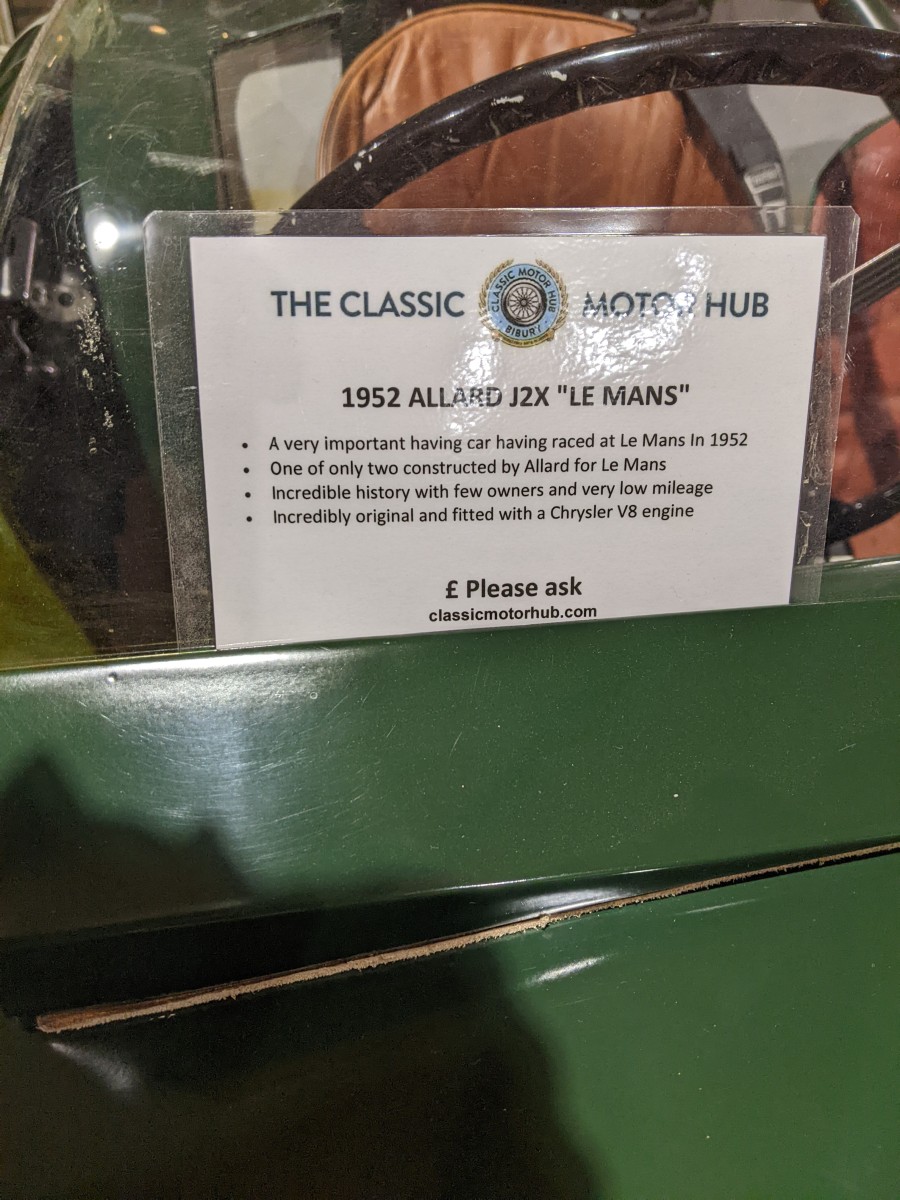 THE CLASSIC MOTOR HUB
CLASSIC MOTOR HUB
BIBURY
1952 ALLARD J2X "LE MANS"
• A very important having car having raced at Le Mans In 1952
• One of only two constructed by Allard for Le Mans
• Incredible history with few owners and very low mileage
• Incredibly original and fitted with a Chrysler V8 engine
£ Please ask
classicmotorhub.com